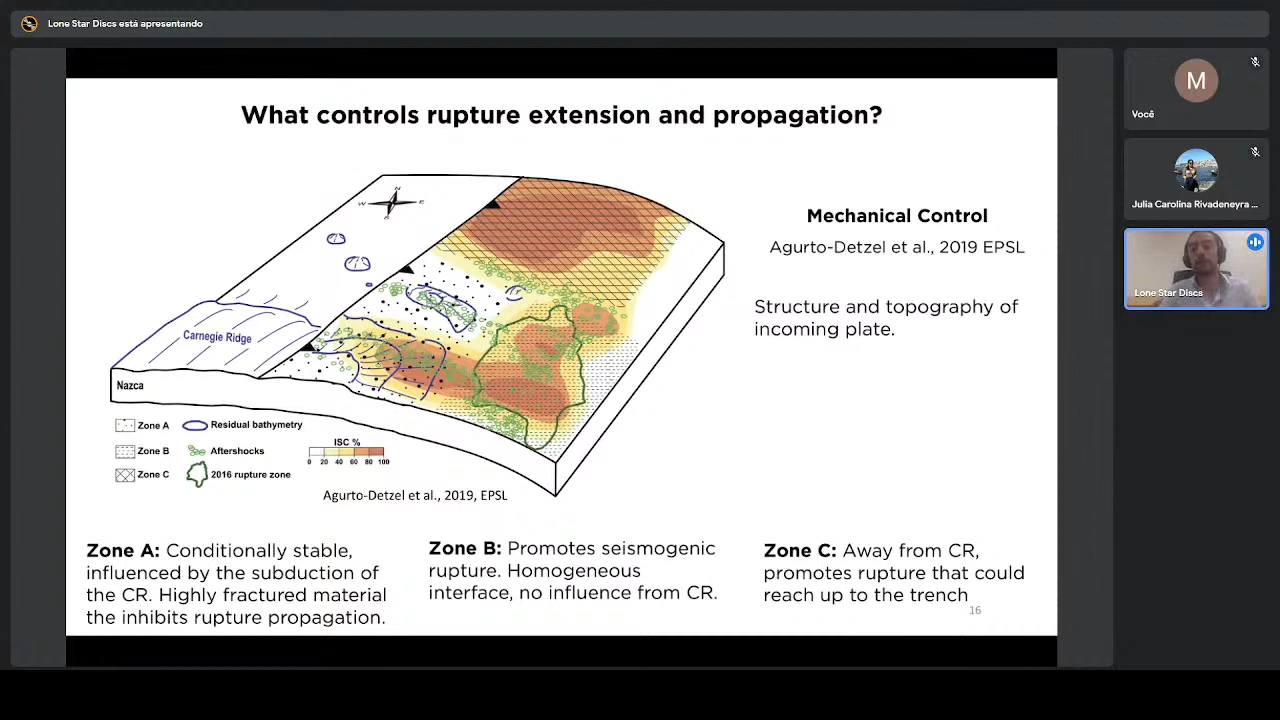 Lone Star Discs está apresentando
What controls rupture extension and propagation?
N
W
E
S
Carnegie Ridge
Nazca
Zone A
Residual bathymetry
Zone B
Aftershocks
Zone C
2016 rupture zone
ISC %
0 20 40 60 80 100
Agurto-Detzel et al., 2019, EPSL
Mechanical Control
Agurto-Detzel et al., 2019 EPSL
Structure and topography of
incoming plate.
Zone A: Conditionally stable,
influenced by the subduction of
the CR. Highly fractured material
the inhibits rupture propagation.
Zone B: Promotes seismogenic
rupture. Homogeneous
interface, no influence from CR.
Zone C: Away from CR,
promotes rupture that could
reach up to the trench
16
M
Você
Julia Carolina Rivadeneyra ...
Lone Star Discs